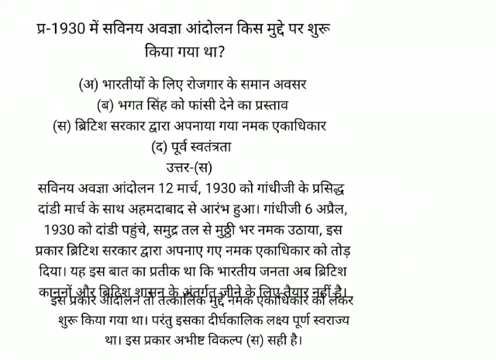 प्र-1930 में सविनय अवज्ञा आंदोलन किस मुद्दे पर शुरू
किया गया था?
(अ) भारतीयों के लिए रोजगार के समान अवसर
(ब) भगत सिंह को फांसी देने का प्रस्ताव
(स) ब्रिटिश सरकार द्वारा अपनाया गया नमक एकाधिकार
(द) पूर्व स्वतंत्रता
उत्तर-(स)
सविनय अवज्ञा आंदोलन 12 मार्च, 1930 को गांधीजी के प्रसिद्ध
दांडी मार्च के साथ अहमदाबाद से आरंभ हुआ। गांधीजी 6 अप्रैल,
1930 को दांडी पहुंचे, समुद्र तल से मुट्ठी भर नमक उठाया, इस
प्रकार ब्रिटिश सरकार द्वारा अपनाए गए नमक एकाधिकार को तोड़
दिया। यह इस बात का प्रतीक था कि भारतीय जनता अब ब्रिटिश
कानूनों और ब्रिटिश शासन के अंतर्गत जीने के लिए तैयार नहीं है।
इस प्रकार आंदोलन तो तत्कालिक मुद्दे नमक एकाधिकार को लेकर
शुरू किया गया था। परंतु इसका दीर्घकालिक लक्ष्य पूर्ण स्वराज्य
था। इस प्रकार अभीष्ट विकल्प (स) सही है।